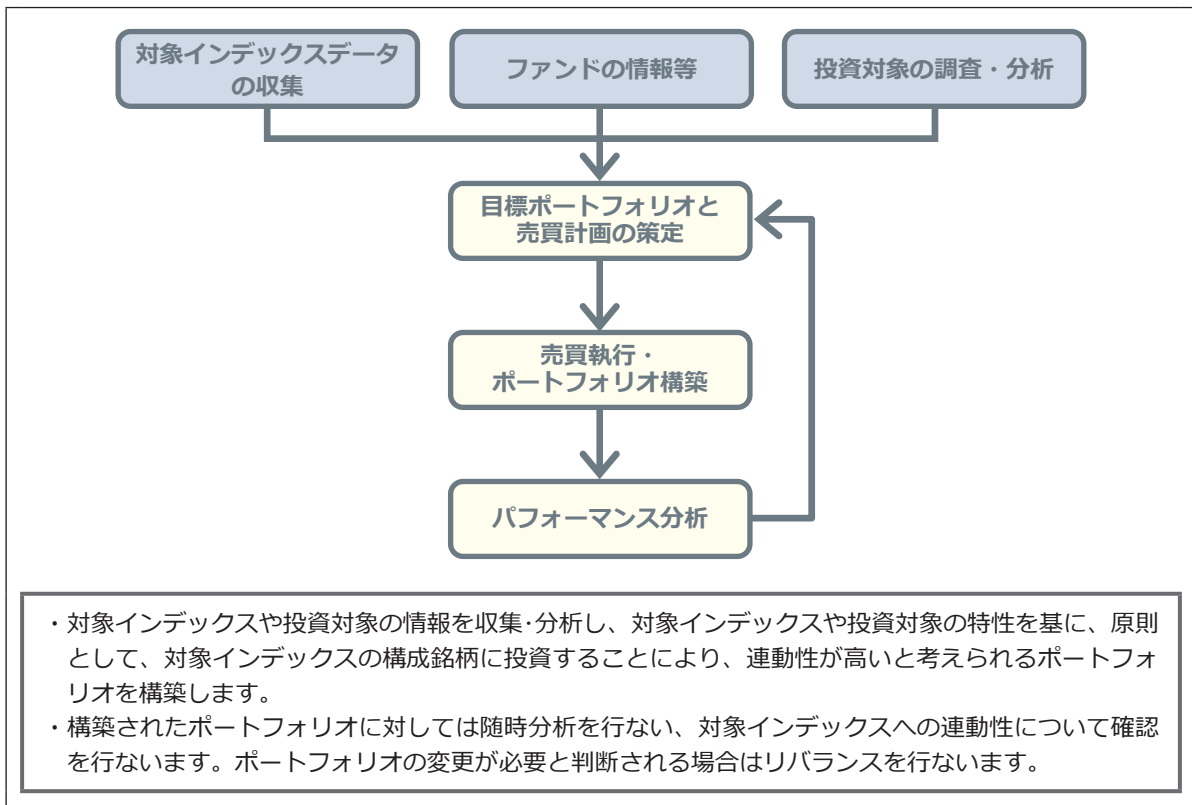 対象インデックスデータ
の収集
ファンドの情報等
投資対象の調査・分析
目標ポートフォリオと
売買計画の策定
売買執行・
ポートフォリオ構築
パフォーマンス分析
・対象インデックスや投資対象の情報を収集･分析し、対象インデックスや投資対象の特性を基に、原則
として、対象インデックスの構成銘柄に投資することにより、連動性が高いと考えられるポートフォ
リオを構築します。
・構築されたポートフォリオに対しては随時分析を行ない、対象インデックスへの連動性について確認
を行ないます。ポートフォリオの変更が必要と判断される場合はリバランスを行ないます。